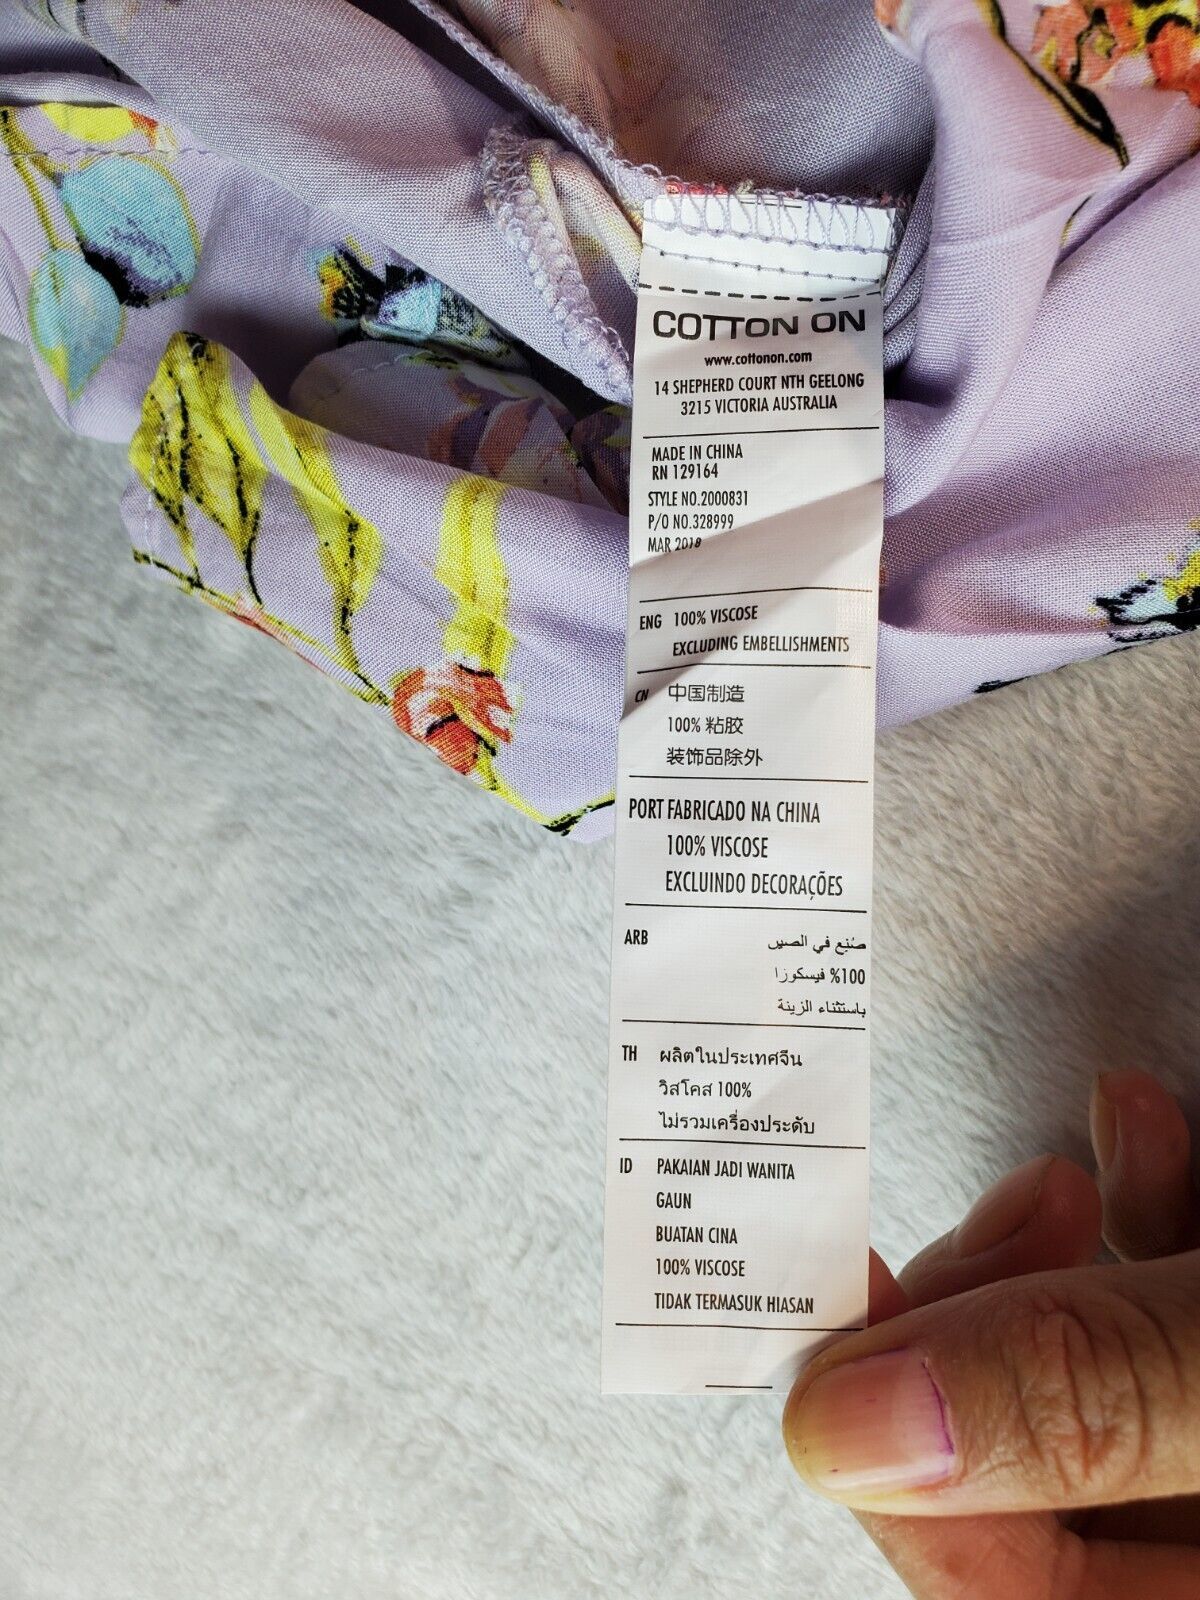 COTTON ON
www.cottonon.com
14 SHEPHERD COURT NTH GEELONG
3215 VICTORIA AUSTRALIA
MADE IN CHINA
RN 129164
STYLE NO.2000831
P/O NO.328999
MAR 2018
ENG 100% VISCOSE
EXCLUDING EMBELLISHMENTS
CN 中国制造
100% 粘胶
装饰品除外
PORT FABRICADO NA CHINA
100% VISCOSE
EXCLUINDO DECORAÇÕES
ARB صُنِع في الصين
100% فيسكوزا
باستثناء الزينة
TH ผลิตในประเทศจีน
วิสโคส 100%
ไม่รวมเครื่องประดับ
ID PAKAIAN JADI WANITA
GAUN
BUATAN CINA
100% VISCOSE
TIDAK TERMASUK HIASAN